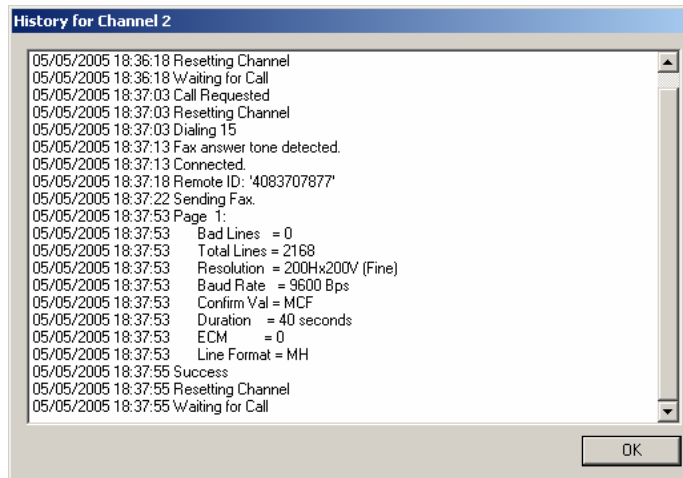 History for Channel 2
05/05/2005 18:36:18 Resetting Channel
05/05/2005 18:36:18 Waiting for Call
05/05/2005 18:37:03 Call Requested
05/05/2005 18:37:03 Resetting Channel
05/05/2005 18:37:03 Dialing 15
05/05/2005 18:37:13 Fax answer tone detected.
05/05/2005 18:37:13 Connected.
05/05/2005 18:37:18 Remote ID: '4083707877'
05/05/2005 18:37:22 Sending Fax.
05/05/2005 18:37:53 Page 1:
05/05/2005 18:37:53 Bad Lines = 0
05/05/2005 18:37:53 Total Lines = 2168
05/05/2005 18:37:53 Resolution = 200Hx200V (Fine)
05/05/2005 18:37:53 Baud Rate = 9600 Bps
05/05/2005 18:37:53 Confirm Val = MCF
05/05/2005 18:37:53 Duration = 40 seconds
05/05/2005 18:37:53 ECM = 0
05/05/2005 18:37:53 Line Format = MH
05/05/2005 18:37:55 Success
05/05/2005 18:37:55 Resetting Channel
05/05/2005 18:37:55 Waiting for Call
OK